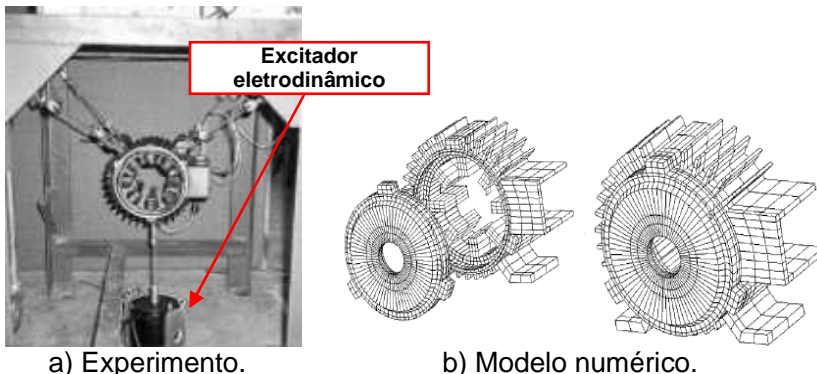 Excitador
eletrodinâmico
a) Experimento.
b) Modelo numérico.